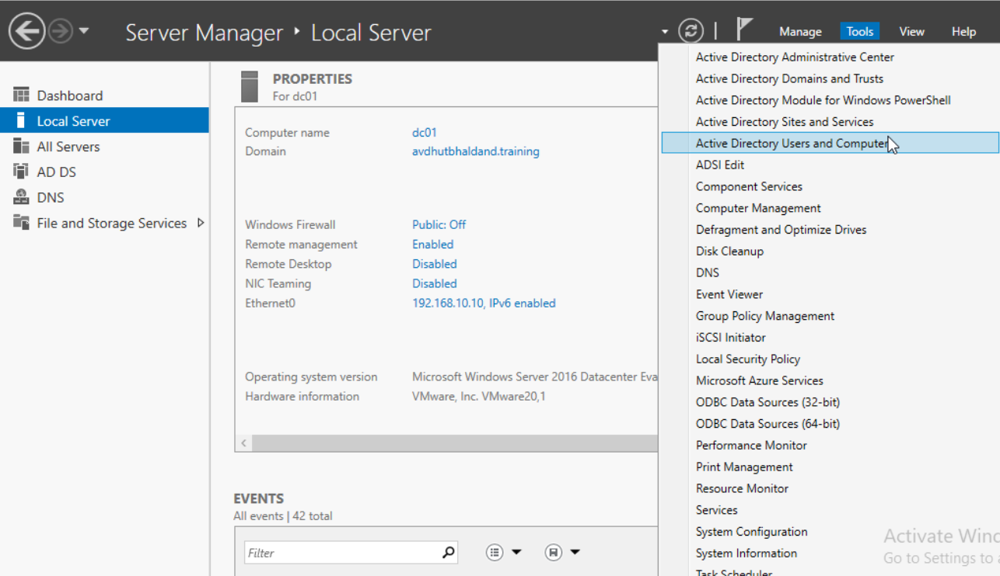 Server Manager ‣ Local Server
Manage Tools View Help
Dashboard
Local Server
All Servers
AD DS
DNS
File and Storage Services
PROPERTIES
For dc01
Computer name dc01
Domain avdhutbhaldand.training
Windows Firewall Public: Off
Remote management Enabled
Remote Desktop Disabled
NIC Teaming Disabled
Ethernet0 192.168.10.10, IPv6 enabled
Operating system version Microsoft Windows Server 2016 Datacenter Eva
Hardware information VMware, Inc. VMware20,1
EVENTS
All events | 42 total
Filter
Active Directory Administrative Center
Active Directory Domains and Trusts
Active Directory Module for Windows PowerShell
Active Directory Sites and Services
Active Directory Users and Computer
ADSI Edit
Component Services
Computer Management
Defragment and Optimize Drives
Disk Cleanup
DNS
Event Viewer
Group Policy Management
iSCSI Initiator
Local Security Policy
Microsoft Azure Services
ODBC Data Sources (32-bit)
ODBC Data Sources (64-bit)
Performance Monitor
Print Management
Resource Monitor
Services
System Configuration
System Information
Task Scheduler
Activate Wind
Go to Settings to a